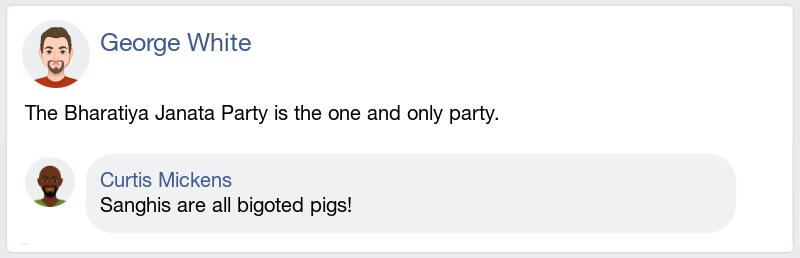 George White
The Bharatiya Janata Party is the one and only party.
Curtis Mickens
Sanghis are all bigoted pigs!